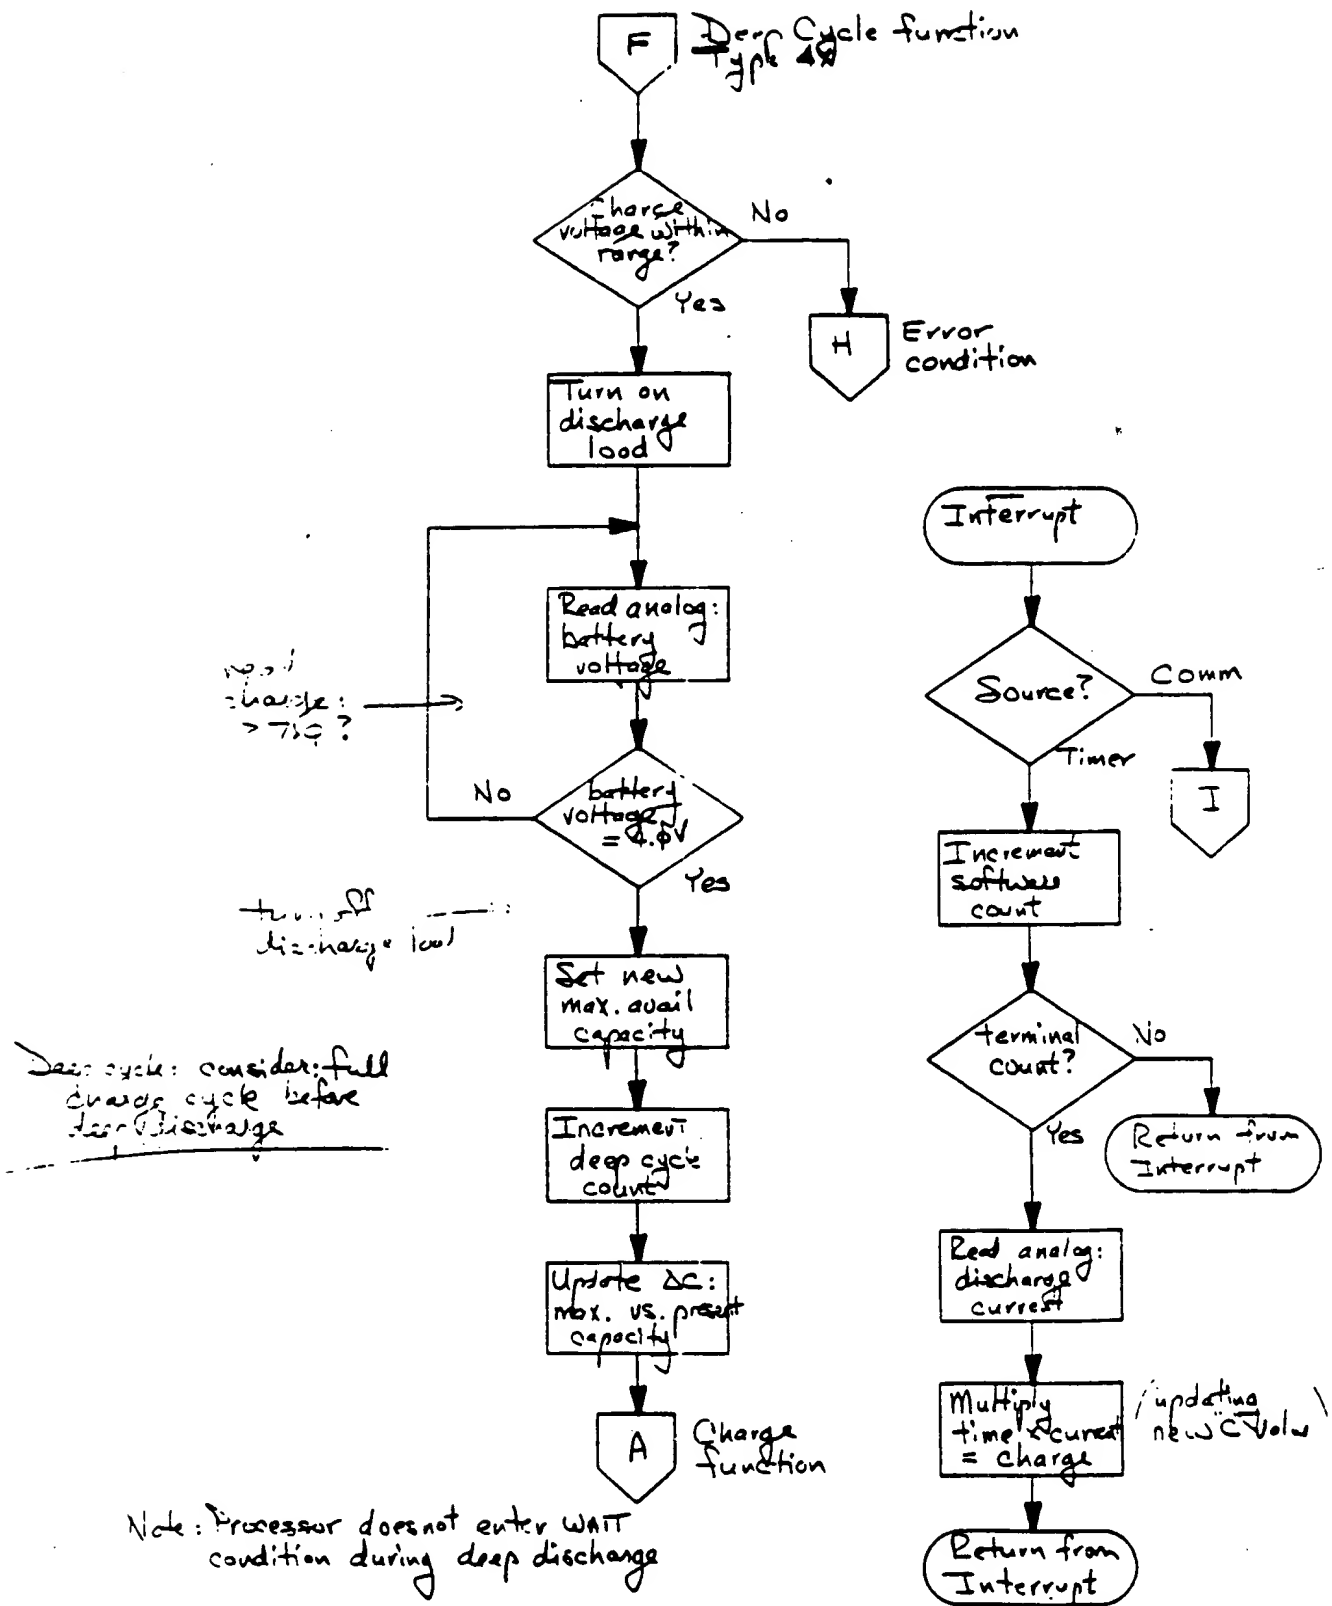 F
Deep Cycle function
Type
Charge
voltage within
range?
No
Yes
H
Error
condition
Turn on
discharge
load
Read analog:
battery
voltage
charge:
battery
voltage
No
Yes
turn off
discharge load
Set new
max. avail
capacity
Deep cycle: consider: full
charge cycle before
deep discharge
Increment
deep cycle
count
Update ΔC:
max. vs. present
capacity
A
Charge
function
Note: Processor does not enter WAIT
condition during deep discharge
Interrupt
Source?
Comm
Timer
I
Increment
software
count
terminal
count?
No
Yes
Return from
Interrupt
Read analog:
discharge
current
Multiply
time × current
= charge
updating
new C
Return from
Interrupt